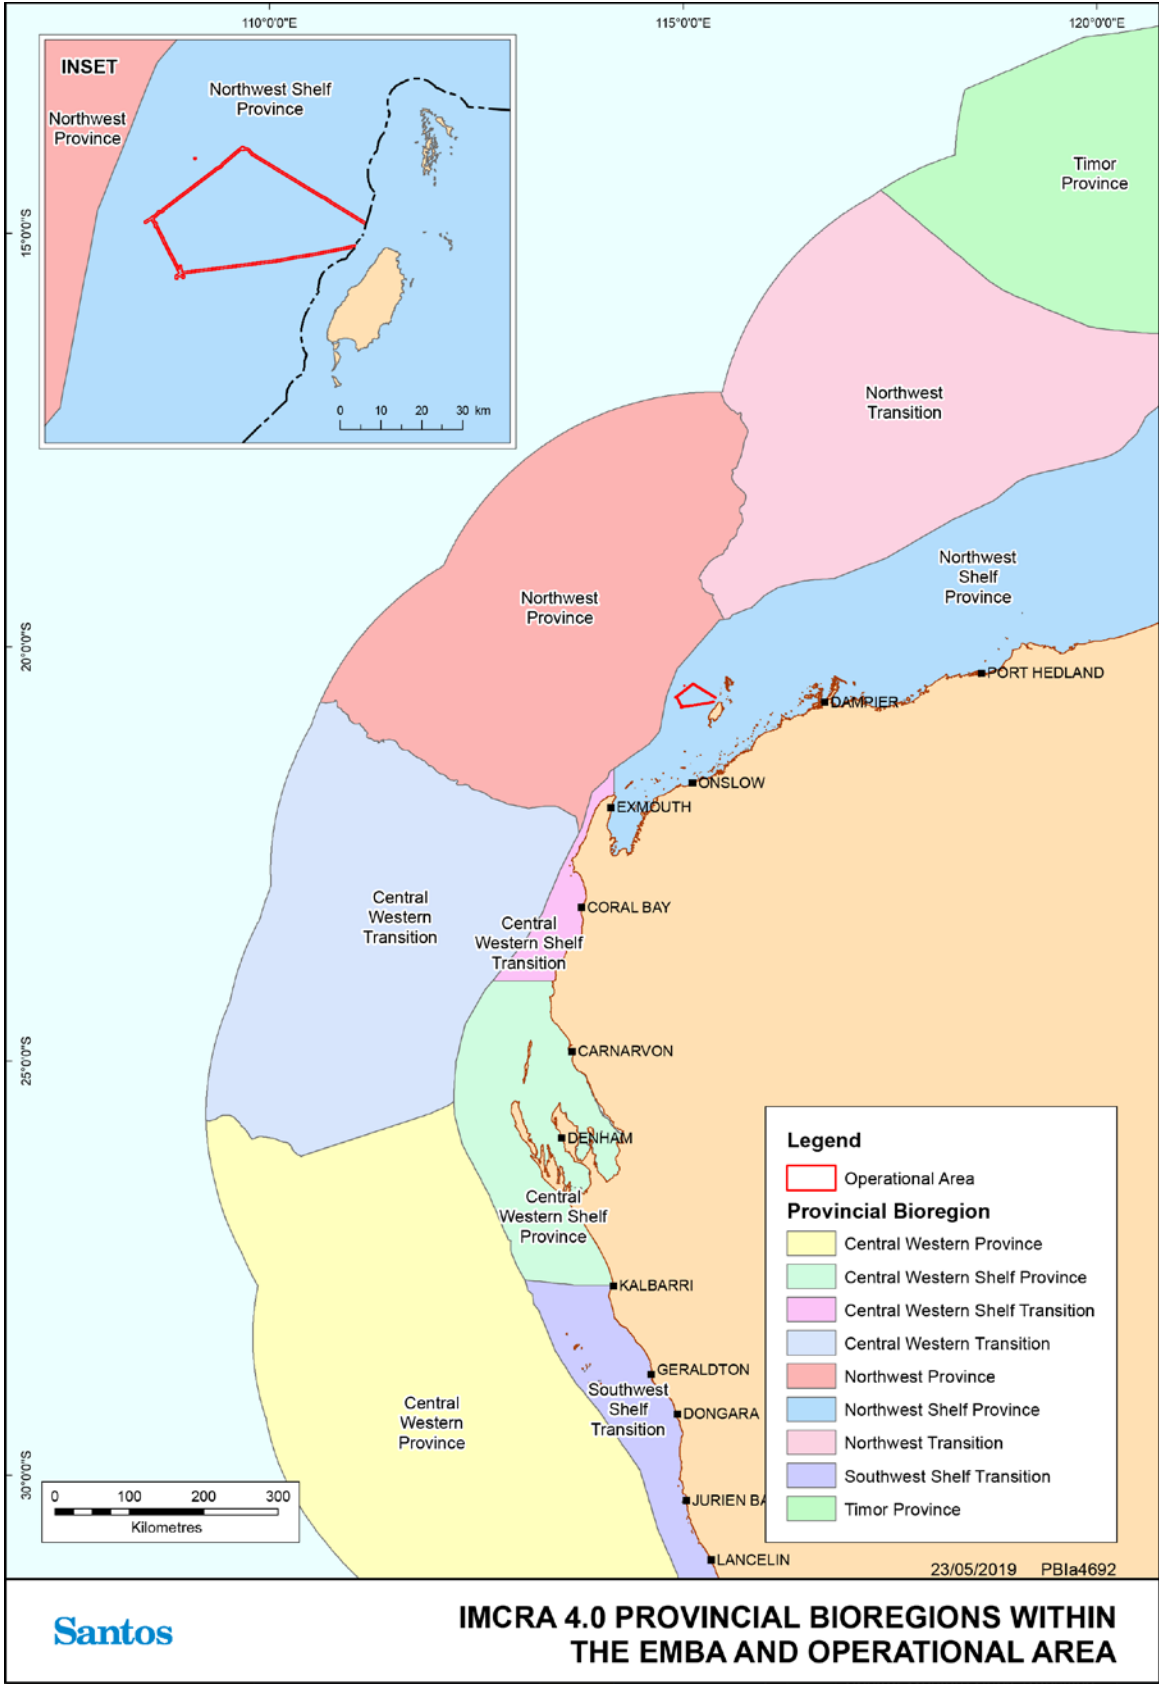 110°0'0"E
115°0'0"E
120°0'0"E
INSET
Northwest Shelf
Province
Northwest
Province
0 10 20 30 km
Timor
Province
15°0'0"S
Northwest
Transition
Northwest
Shelf
Province
Northwest
Province
20°0'0"S
PORT HEDLAND
DAMPIER
ONSLOW
EXMOUTH
Central
Western
Transition
CORAL BAY
Central
Western Shelf
Transition
CARNARVON
25°0'0"S
DENHAM
Central
Western Shelf
Province
KALBARRI
GERALDTON
Southwest
Shelf
Transition
DONGARA
Central
Western
Province
30°0'0"S
JURIEN BA
LANCELIN
0 100 200 300
Kilometres
Legend
Operational Area
Provincial Bioregion
Central Western Province
Central Western Shelf Province
Central Western Shelf Transition
Central Western Transition
Northwest Province
Northwest Shelf Province
Northwest Transition
Southwest Shelf Transition
Timor Province
23/05/2019 PBIa4692
Santos
IMCRA 4.0 PROVINCIAL BIOREGIONS WITHIN
THE EMBA AND OPERATIONAL AREA